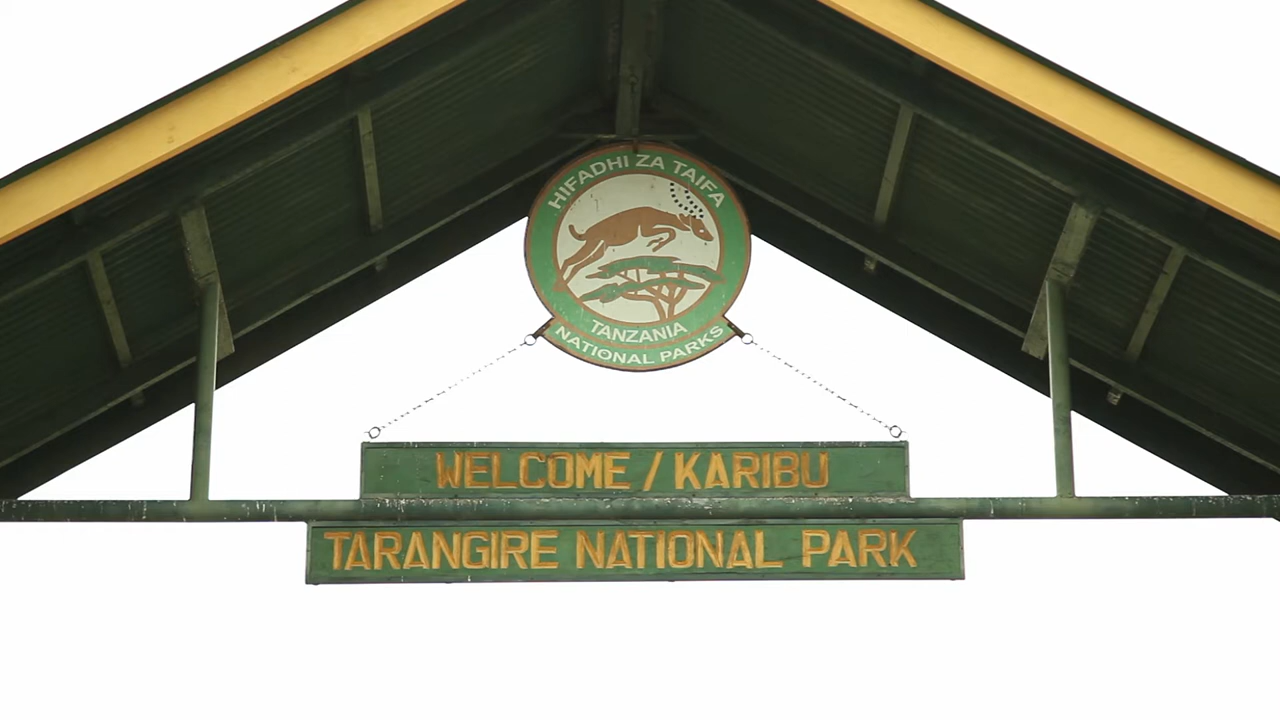 HIFADHI ZA TAIFA
TANZANIA
NATIONAL PARKS
WELCOME / KARIBU
TARANGIRE NATIONAL PARK